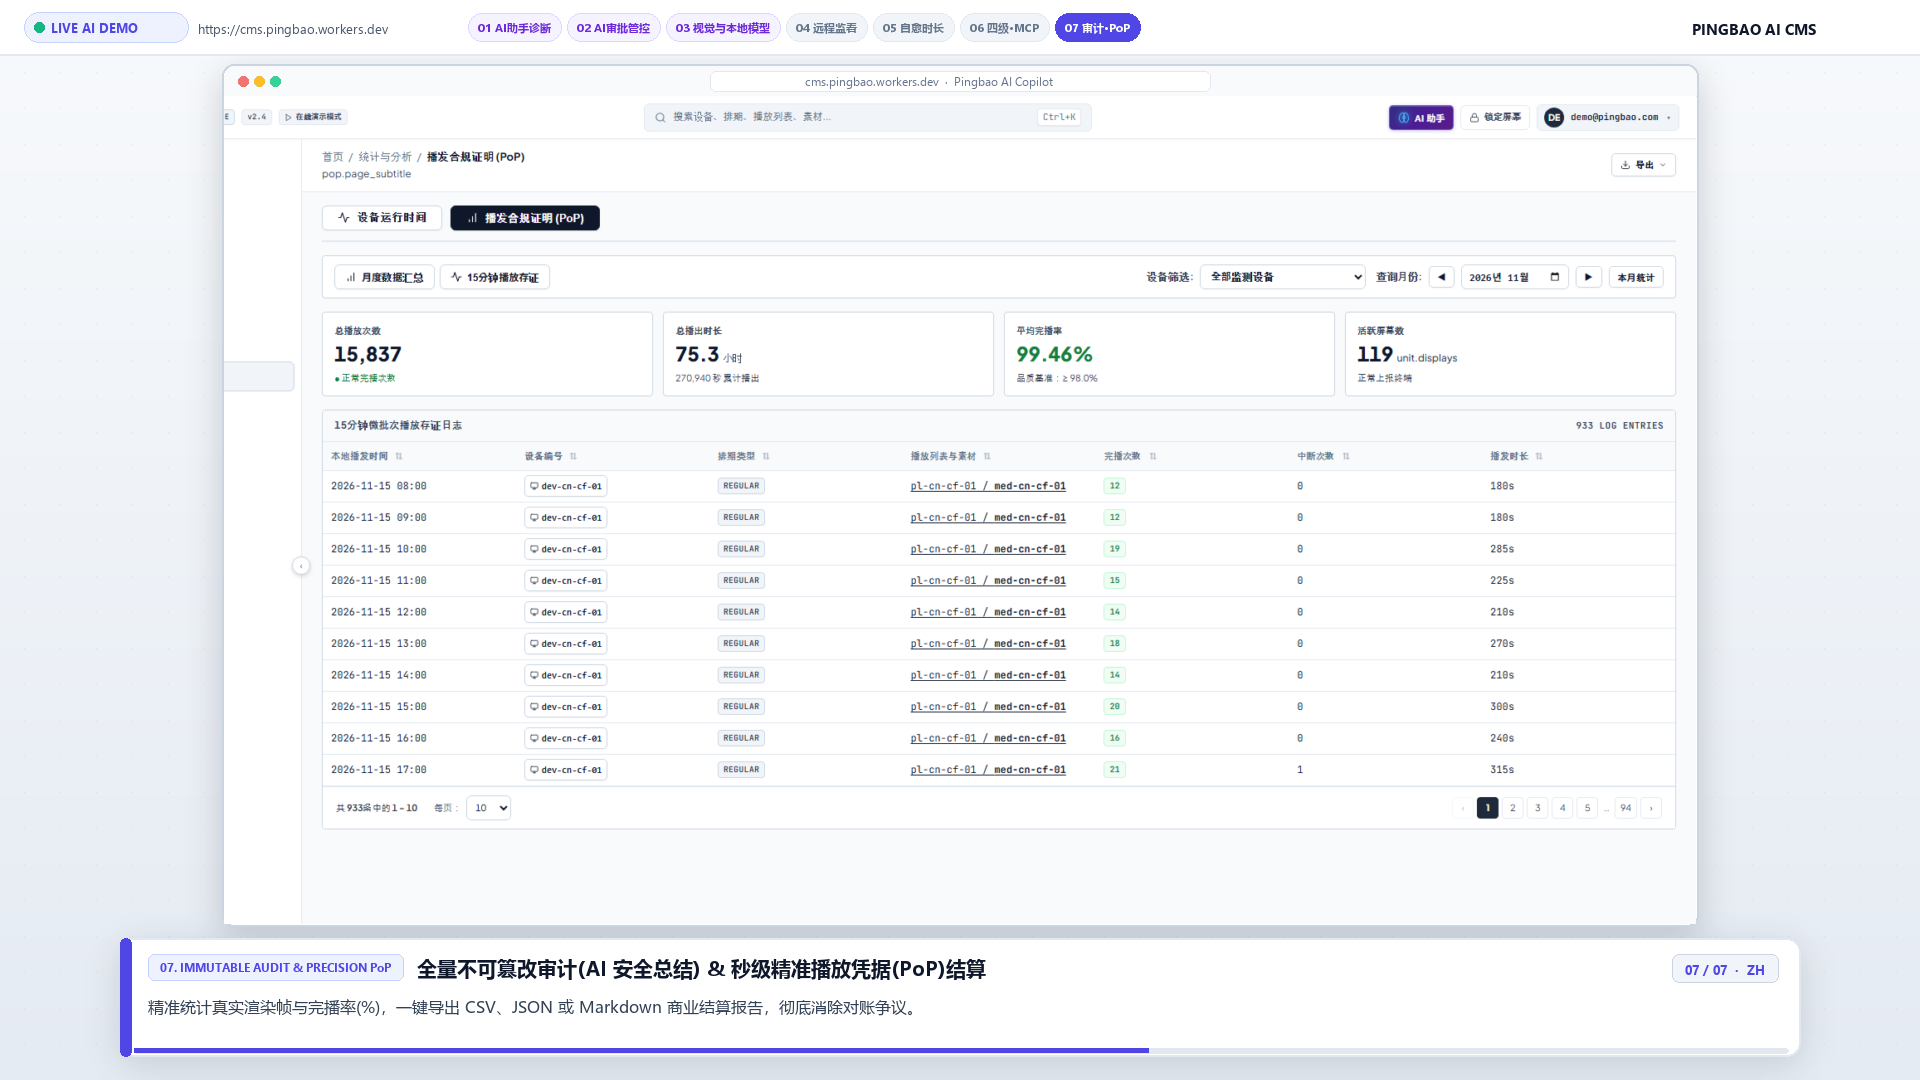 LIVE AI DEMO
https://cms.pingbao.workers.dev
01 AI助手诊断
02 AI审批管控
03 视觉与本地模型
04 远程监看
05 自愈时长
06 四级•MCP
07 审计•PoP
PINGBAO AI CMS
cms.pingbao.workers.dev · Pingbao AI Copilot
E
v2.4
在线演示模式
搜索设备、排期、播放列表、素材...
Ctrl+K
AI 助手
锁定屏幕
DE
demo@pingbao.com
首页 / 统计与分析 / 播发合规证明 (PoP)
pop.page_subtitle
导出
设备运行时间
播发合规证明 (PoP)
月度数据汇总
15分钟播放存证
设备筛选:
全部监测设备
查询月份:
2026年 11月
本月统计
总播放次数
15,837
正常完播次数
总播出时长
75.3 小时
270,940 秒 累计播出
平均完播率
99.46%
品质基准：≥ 98.0%
活跃屏幕数
119 unit.displays
正常上报终端
15分钟微批次播放存证日志
933 LOG ENTRIES
本地播发时间 设备编号 排期类型 播放列表与素材 完播次数 中断次数 播发时长
2026-11-15 08:00 dev-cn-cf-01 REGULAR pl-cn-cf-01 / med-cn-cf-01 12 0 180s
2026-11-15 09:00 dev-cn-cf-01 REGULAR pl-cn-cf-01 / med-cn-cf-01 12 0 180s
2026-11-15 10:00 dev-cn-cf-01 REGULAR pl-cn-cf-01 / med-cn-cf-01 19 0 285s
2026-11-15 11:00 dev-cn-cf-01 REGULAR pl-cn-cf-01 / med-cn-cf-01 15 0 225s
2026-11-15 12:00 dev-cn-cf-01 REGULAR pl-cn-cf-01 / med-cn-cf-01 14 0 210s
2026-11-15 13:00 dev-cn-cf-01 REGULAR pl-cn-cf-01 / med-cn-cf-01 18 0 270s
2026-11-15 14:00 dev-cn-cf-01 REGULAR pl-cn-cf-01 / med-cn-cf-01 14 0 210s
2026-11-15 15:00 dev-cn-cf-01 REGULAR pl-cn-cf-01 / med-cn-cf-01 20 0 300s
2026-11-15 16:00 dev-cn-cf-01 REGULAR pl-cn-cf-01 / med-cn-cf-01 16 0 240s
2026-11-15 17:00 dev-cn-cf-01 REGULAR pl-cn-cf-01 / med-cn-cf-01 21 1 315s
共 933条 中的 1 - 10 每页： 10
‹ 1 2 3 4 5 … 94 ›
07. IMMUTABLE AUDIT & PRECISION PoP
全量不可篡改审计(AI 安全总结) & 秒级精准播放凭据(PoP)结算
07 / 07 · ZH
精准统计真实渲染帧与完播率(%)，一键导出 CSV、JSON 或 Markdown 商业结算报告，彻底消除对账争议。